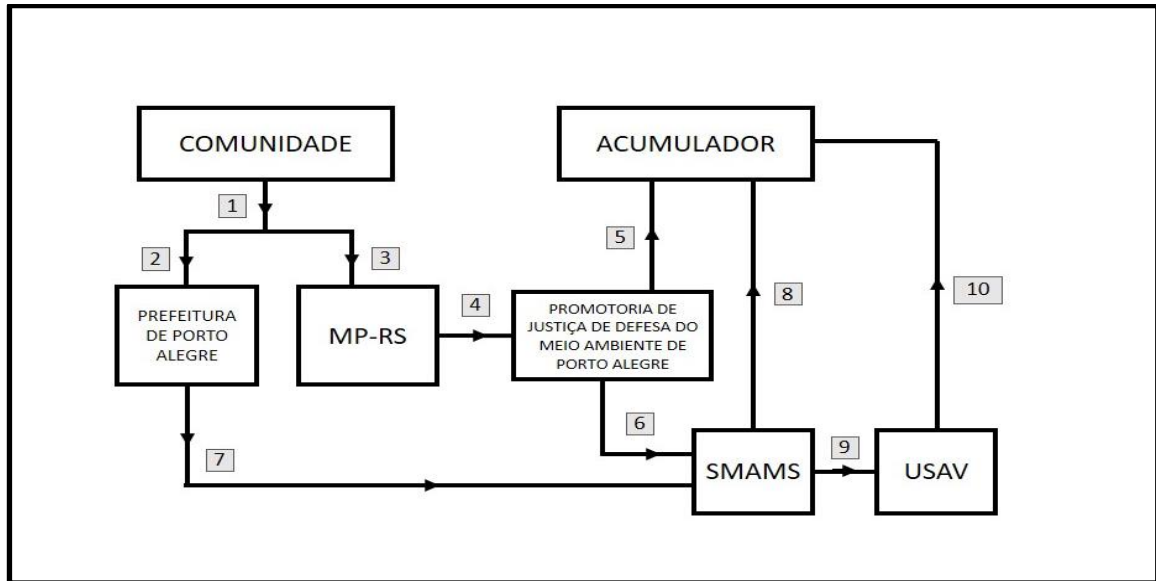 COMUNIDADE
ACUMULADOR
1
2
3
5
8
10
PREFEITURA
DE PORTO
ALEGRE
MP-RS
4
PROMOTORIA DE
JUSTIÇA DE DEFESA DO
MEIO AMBIENTE DE
PORTO ALEGRE
6
7
SMAMS
9
USAV